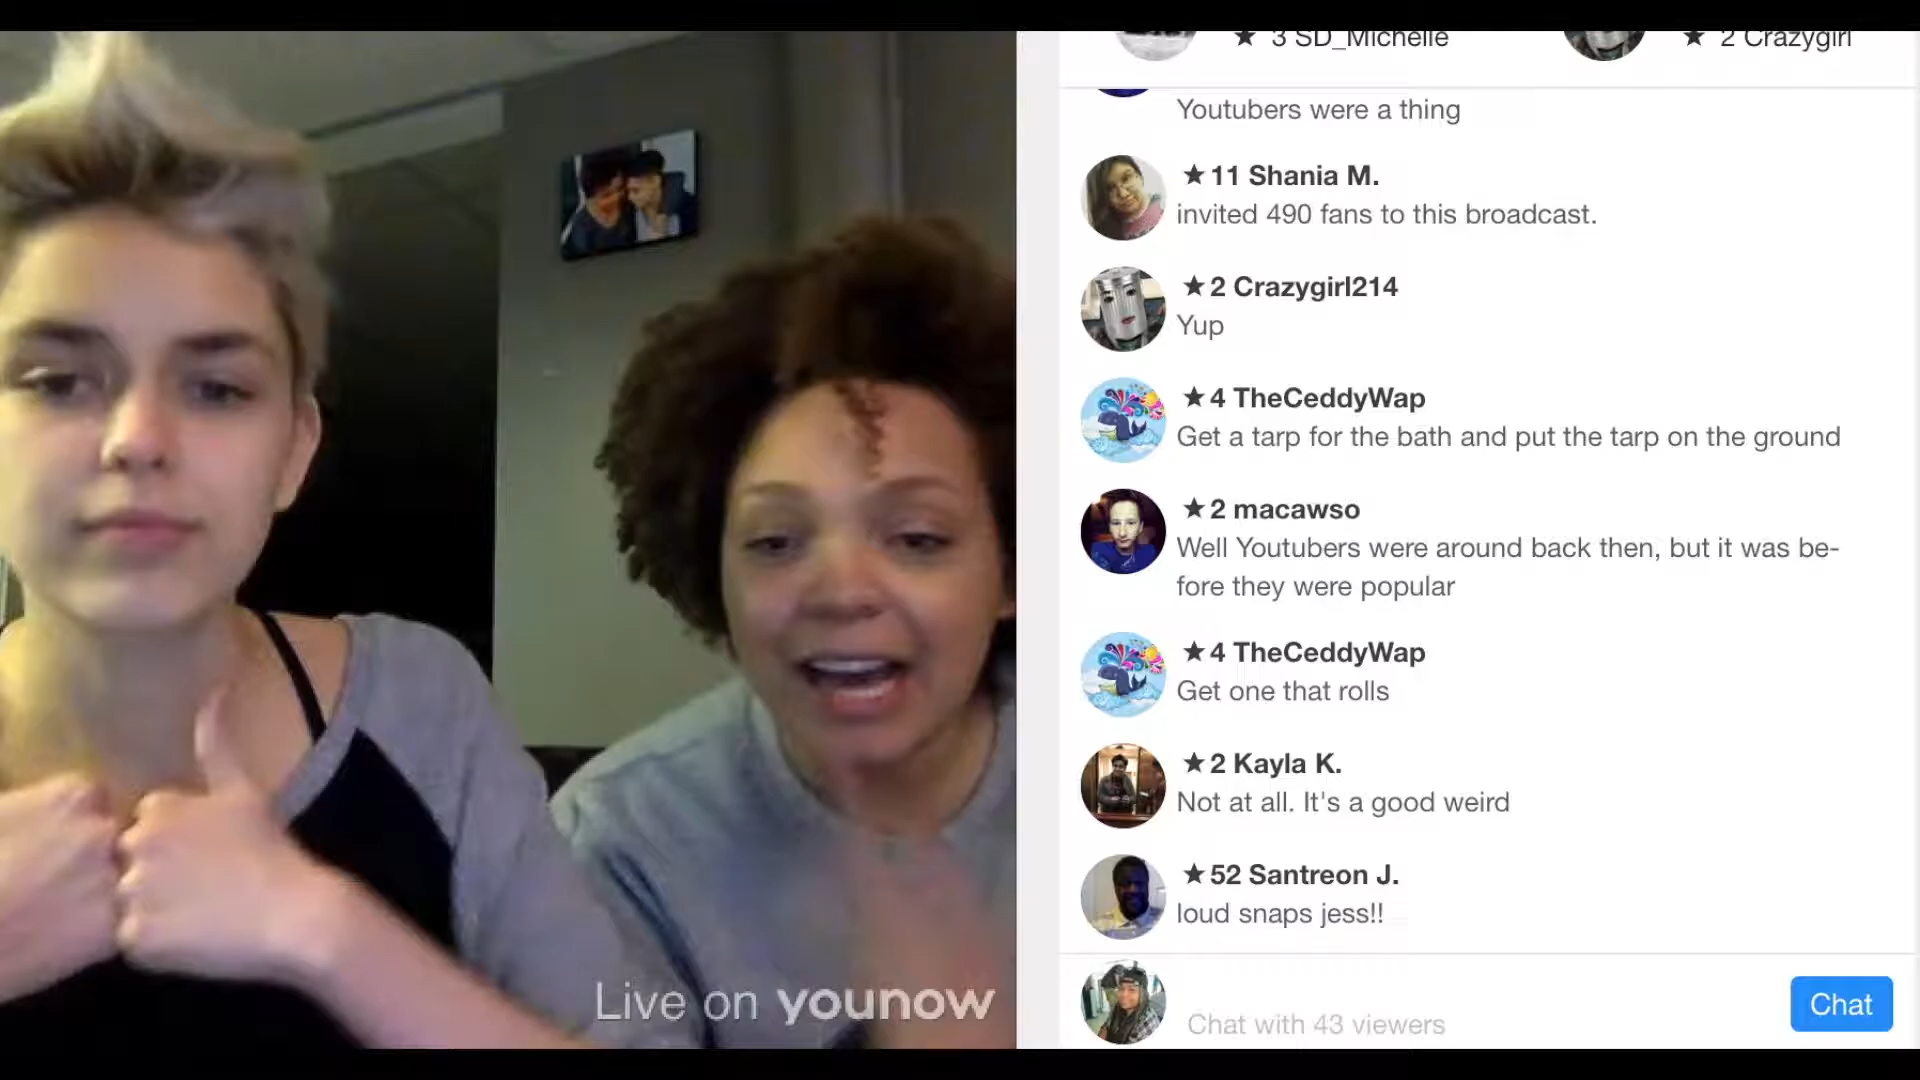 ★ 3 SD_Michelle ★ 2 Crazygirl
Youtubers were a thing
★11 Shania M.
invited 490 fans to this broadcast.
★2 Crazygirl214
Yup
★4 TheCeddyWap
Get a tarp for the bath and put the tarp on the ground
★2 macawso
Well Youtubers were around back then, but it was be-
fore they were popular
★4 TheCeddyWap
Get one that rolls
★2 Kayla K.
Not at all. It's a good weird
★52 Santreon J.
loud snaps jess!!
Live on younow
Chat with 43 viewers
Chat